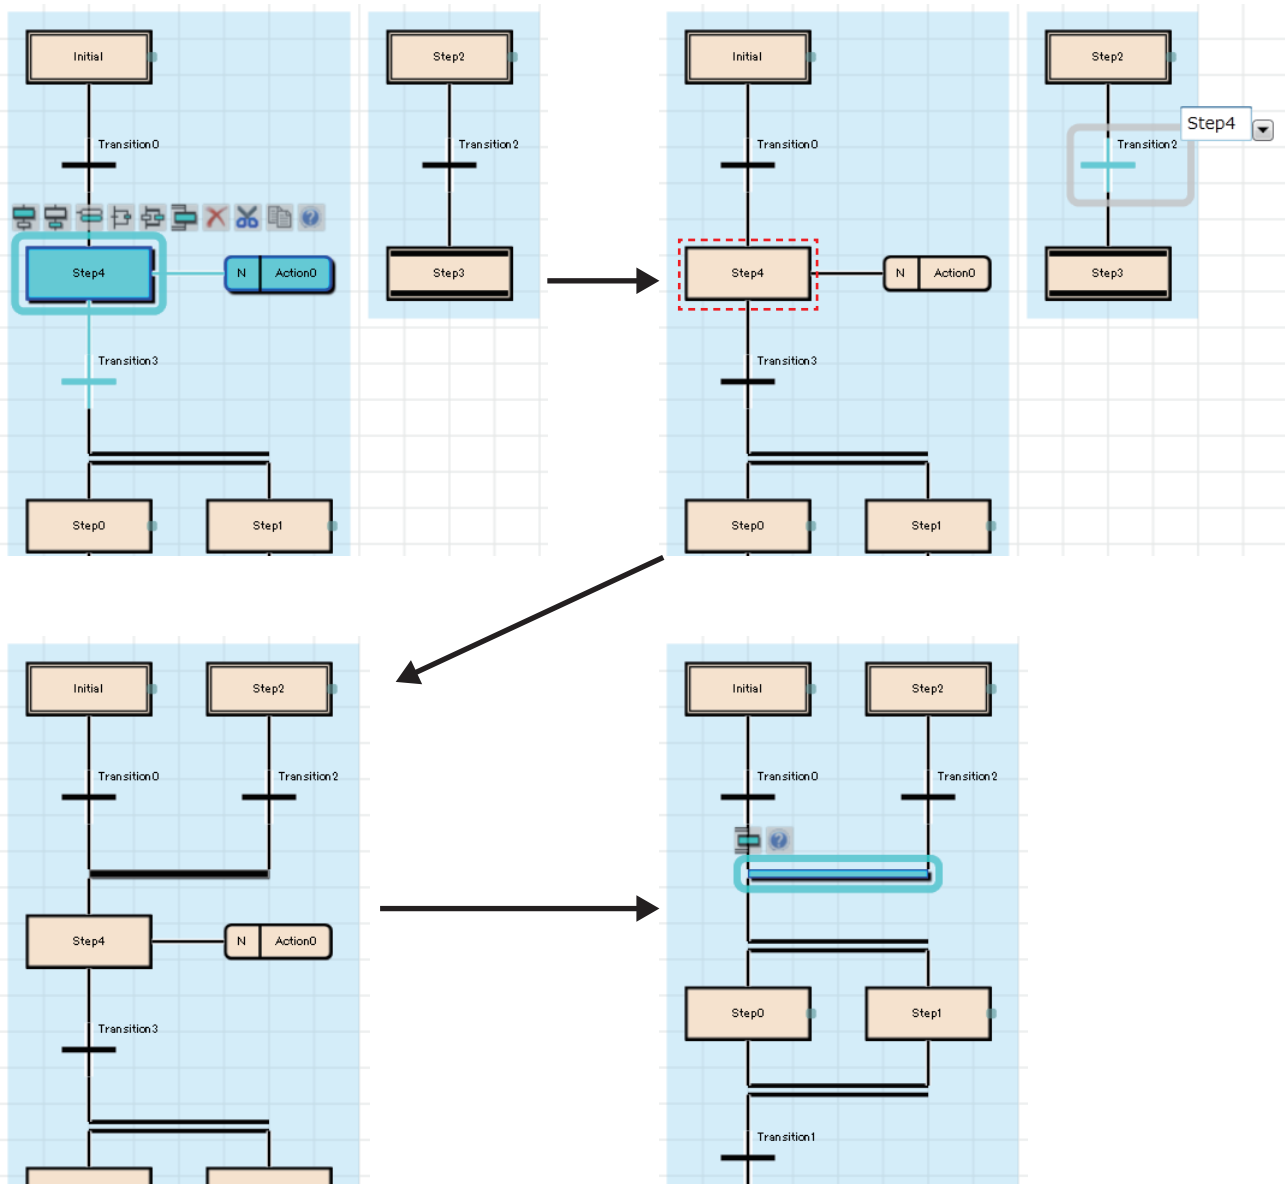 Initial
Step2
Transition0
Transition2
Step4
N
Action0
Step3
Transition3
Step0
Step1
Initial
Step2
Step4
Transition0
Transition2
Step4
N
Action0
Step3
Transition3
Step0
Step1
Initial
Step2
Transition0
Transition2
Step4
N
Action0
Transition3
Initial
Step2
Transition0
Transition2
Step0
Step1
Transition1